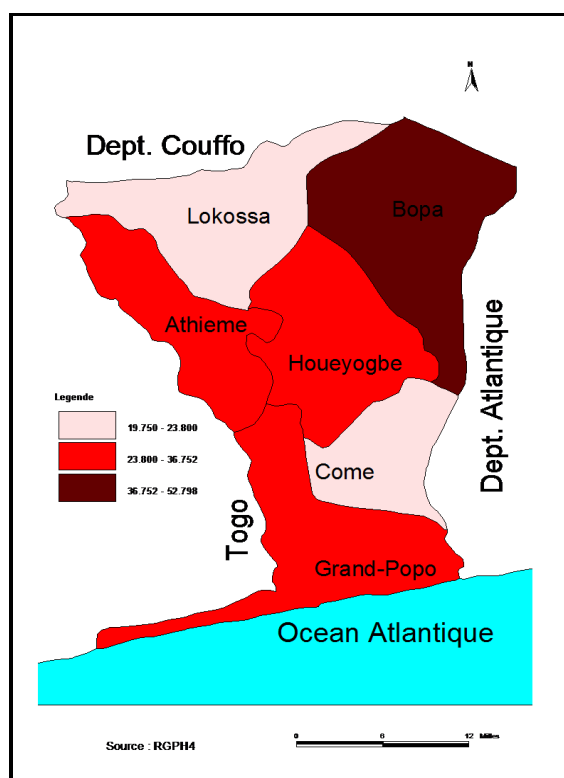 N
Dept. Couffo
Lokossa
Bopa
Athieme
Houeyogbe
Dept. Atlantique
Legende
19.750 - 23.800
23.800 - 36.752
36.752 - 52.798
Come
Togo
Grand-Popo
Ocean Atlantique
Source : RGPH4
0 6 12 Miles